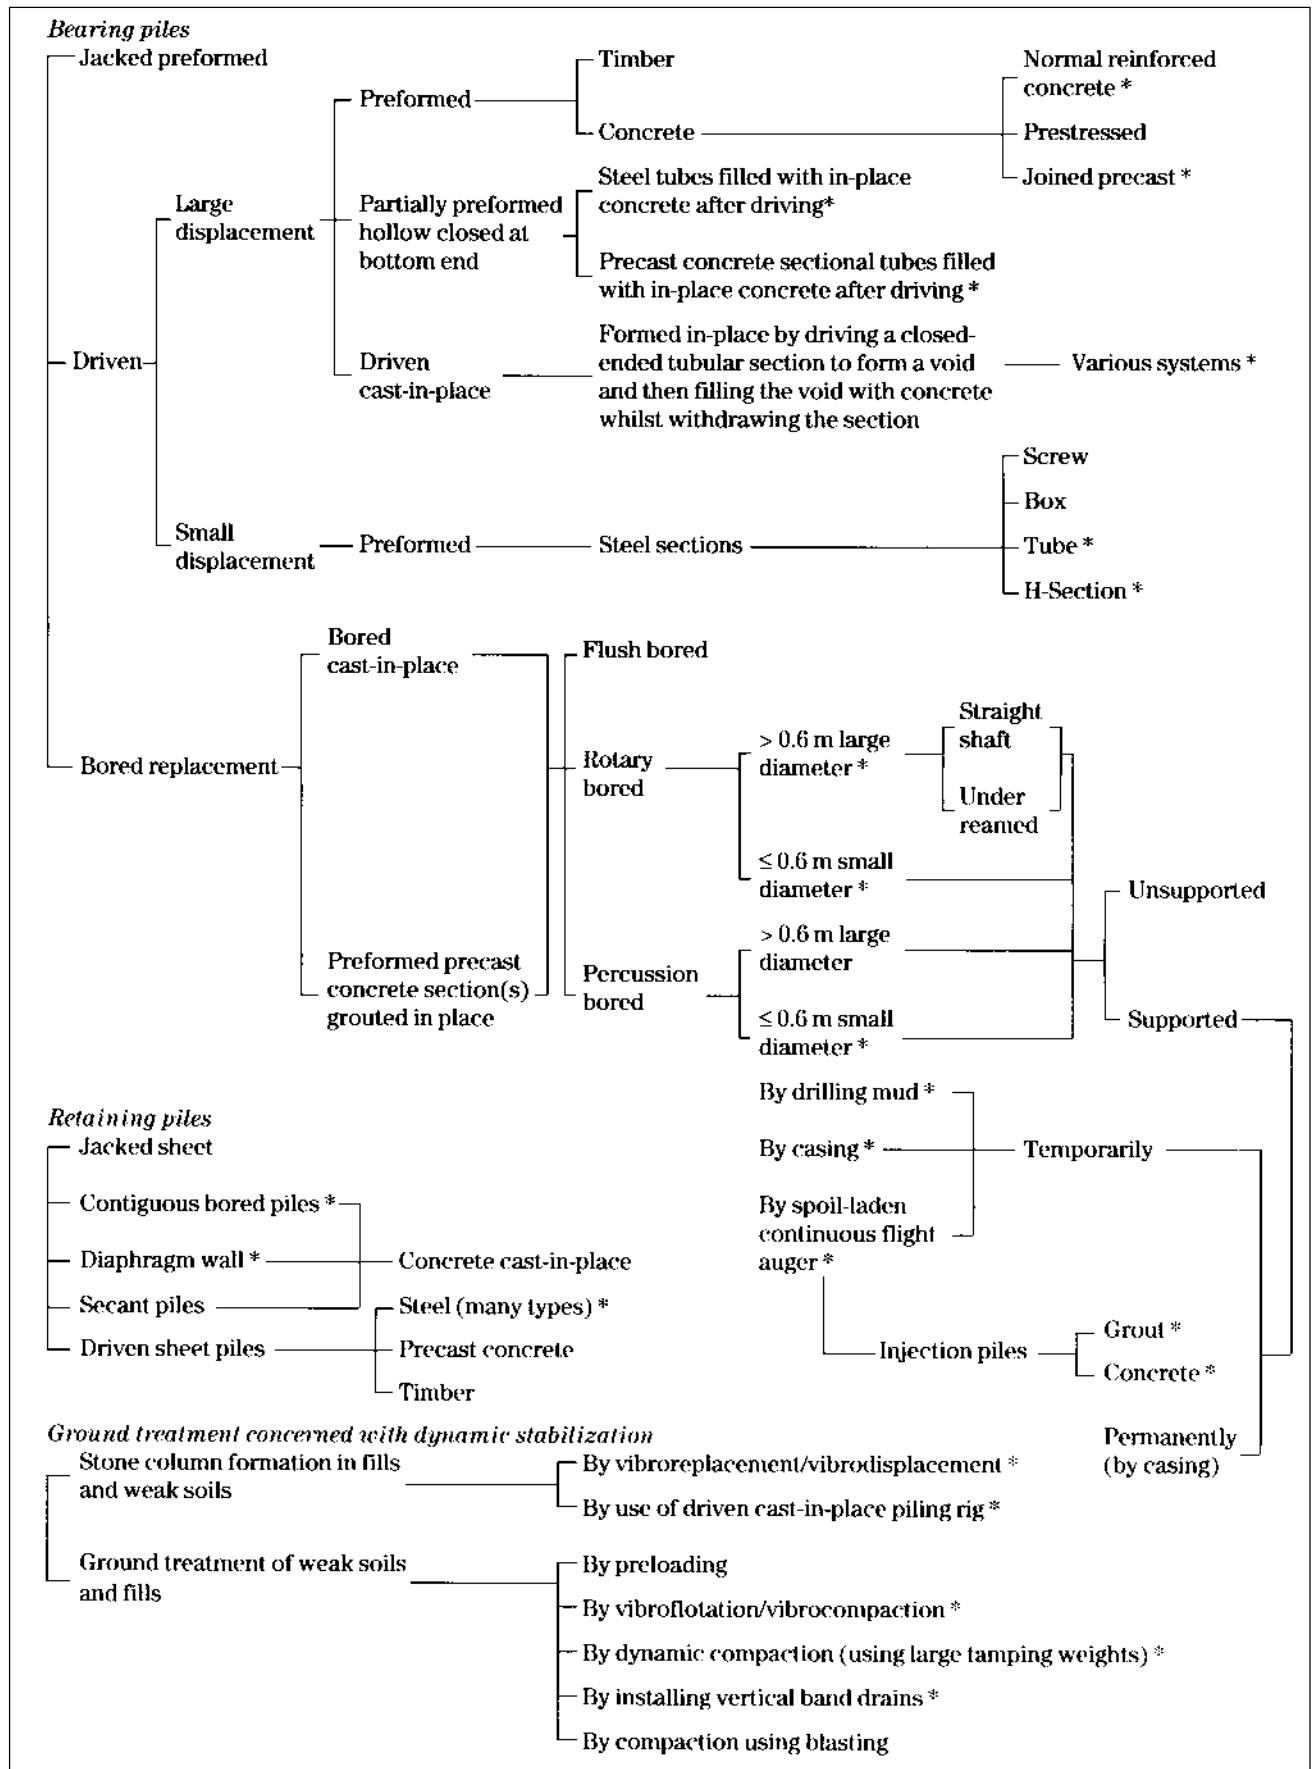 Bearing piles
Jacked preformed
Driven
Large
displacement
Preformed
Timber
Concrete
Normal reinforced
concrete *
Prestressed
Joined precast *
Partially preformed
hollow closed at
bottom end
Steel tubes filled with in-place
concrete after driving*
Precast concrete sectional tubes filled
with in-place concrete after driving *
Driven
cast-in-place
Formed in-place by driving a closed-
ended tubular section to form a void
and then filling the void with concrete
whilst withdrawing the section
Various systems *
Small
displacement
Preformed
Steel sections
Screw
Box
Tube *
H-Section *
Bored replacement
Bored
cast-in-place
Preformed precast
concrete section(s)
grouted in place
Flush bored
Rotary
bored
> 0.6 m large
diameter *
Straight
shaft
Under
reamed
≤ 0.6 m small
diameter *
Percussion
bored
> 0.6 m large
diameter
≤ 0.6 m small
diameter *
Unsupported
Supported
By drilling mud *
By casing *
By spoil-laden
continuous flight
auger *
Temporarily
Injection piles
Grout *
Concrete *
Permanently
(by casing)
Retaining piles
Jacked sheet
Contiguous bored piles *
Diaphragm wall *
Secant piles
Concrete cast-in-place
Driven sheet piles
Steel (many types) *
Precast concrete
Timber
Ground treatment concerned with dynamic stabilization
Stone column formation in fills
and weak soils
By vibroreplacement/vibrodisplacement *
By use of driven cast-in-place piling rig *
Ground treatment of weak soils
and fills
By preloading
By vibroflotation/vibrocompaction *
By dynamic compaction (using large tamping weights) *
By installing vertical band drains *
By compaction using blasting